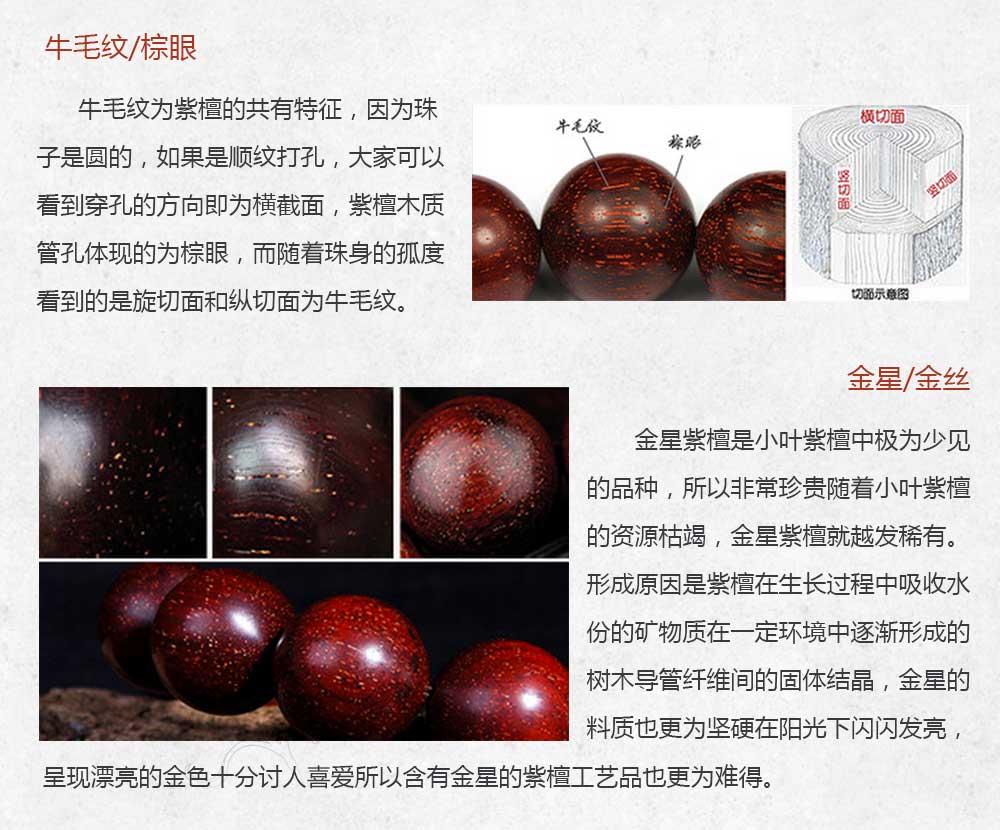 牛毛纹/棕眼
牛毛纹为紫檀的共有特征，因为珠
子是圆的，如果是顺纹打孔，大家可以
看到穿孔的方向即为横截面，紫檀木质
管孔体现的为棕眼，而随着珠身的孤度
看到的是旋切面和纵切面为牛毛纹。
牛毛纹
棕眼
横切面
竖切面
竖切面
切面示意图
金星/金丝
金星紫檀是小叶紫檀中极为少见
的品种，所以非常珍贵随着小叶紫檀
的资源枯竭，金星紫檀就越发稀有。
形成原因是紫檀在生长过程中吸收水
份的矿物质在一定环境中逐渐形成的
树木导管纤维间的固体结晶，金星的
料质也更为坚硬在阳光下闪闪发亮，
呈现漂亮的金色十分讨人喜爱所以含有金星的紫檀工艺品也更为难得。